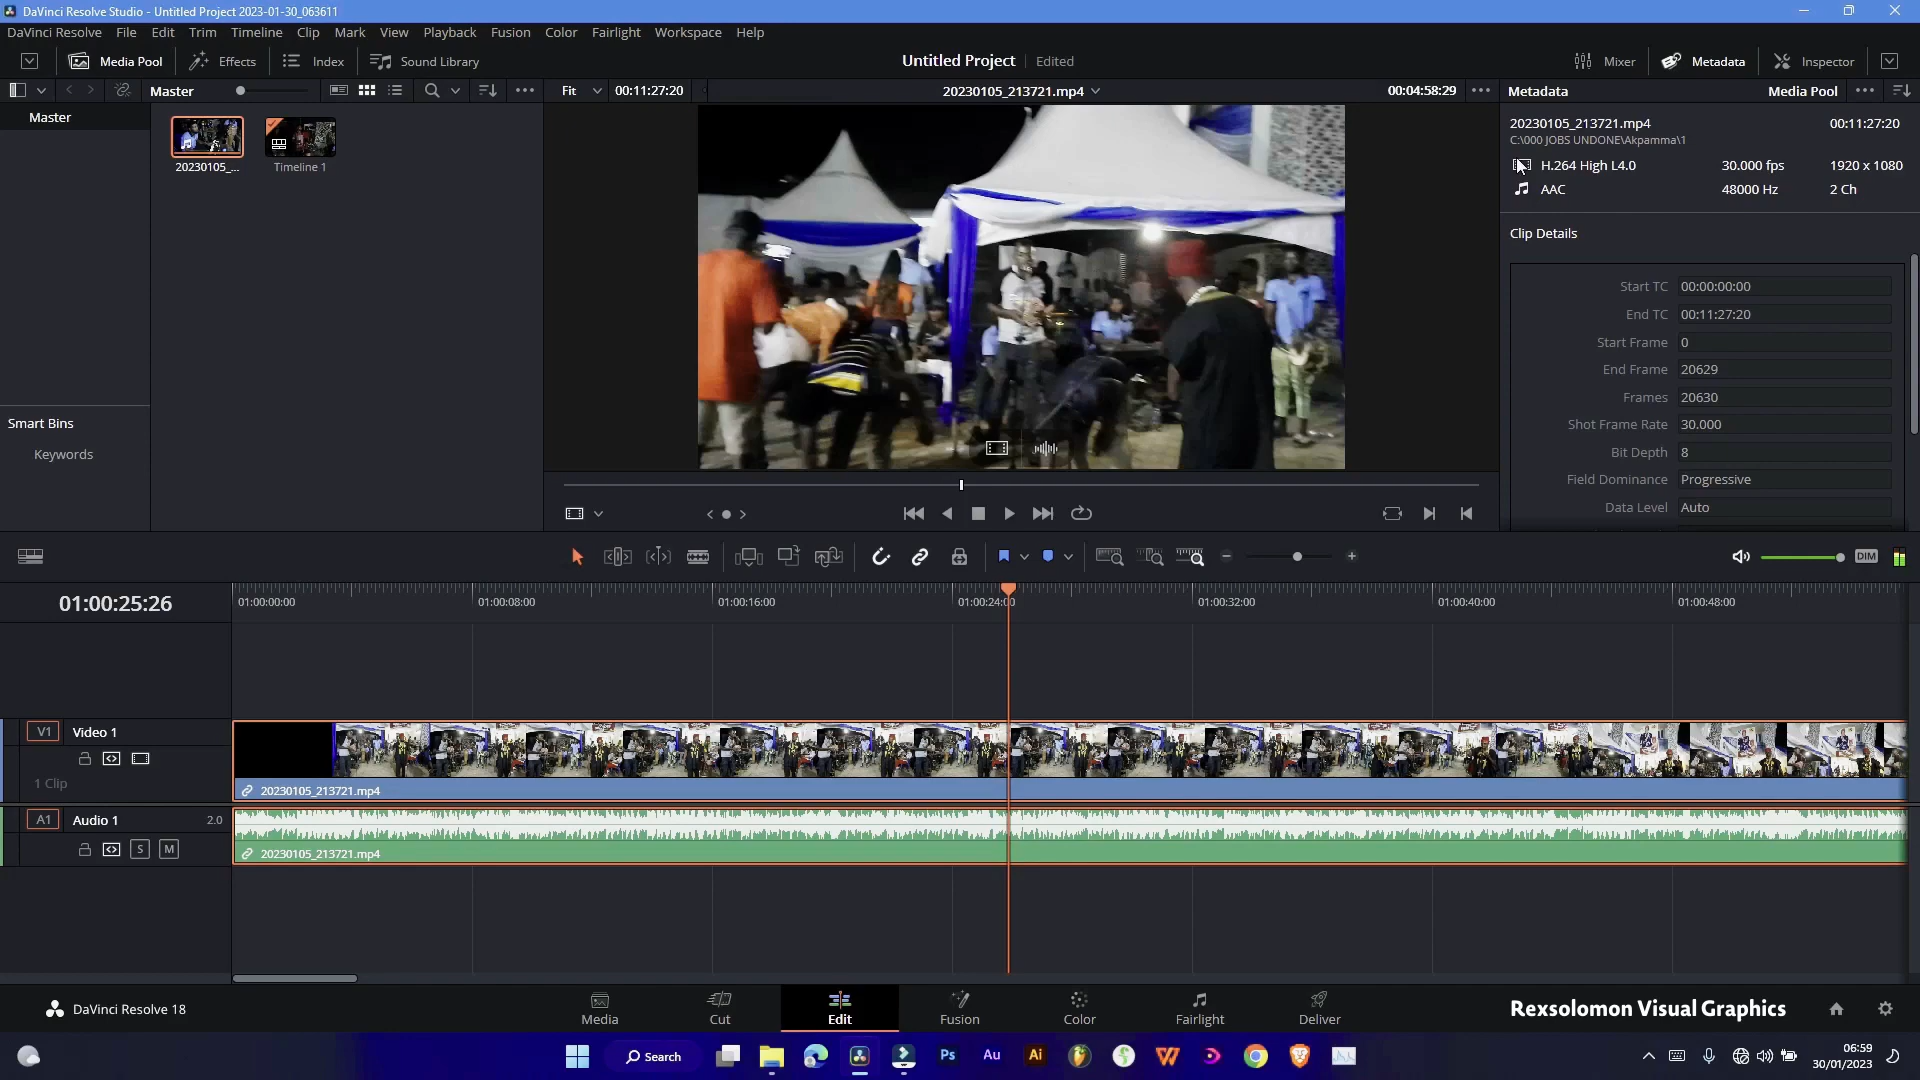 DaVinci Resolve Studio - Untitled Project 2023-01-30_063611
DaVinci Resolve File Edit Trim Timeline Clip Mark View Playback Fusion Color Fairlight Workspace Help
Media Pool Effects Index Sound Library Untitled Project Edited Mixer Metadata Inspector
Master Fit 00:11:27:20 20230105_213721.mp4 00:04:58:29 Metadata Media Pool
Master
20230105_...
Timeline 1
Smart Bins
Keywords
20230105_213721.mp4 00:11:27:20
C:\000 JOBS UNDONE\Akpamma\1
H.264 High L4.0 30.000 fps 1920 x 1080
AAC 48000 Hz 2 Ch
Clip Details
Start TC 00:00:00:00
End TC 00:11:27:20
Start Frame 0
End Frame 20629
Frames 20630
Shot Frame Rate 30.000
Bit Depth 8
Field Dominance Progressive
Data Level Auto
DIM
01:00:25:26
01:00:00:00 01:00:08:00 01:00:16:00 01:00:24:00 01:00:32:00 01:00:40:00 01:00:48:00
V1 Video 1
1 Clip
20230105_213721.mp4
A1 Audio 1 2.0
S M
20230105_213721.mp4
DaVinci Resolve 18
Media Cut Edit Fusion Color Fairlight Deliver
Rexsolomon Visual Graphics
Search
Ps Au Ai
06:59
30/01/2023